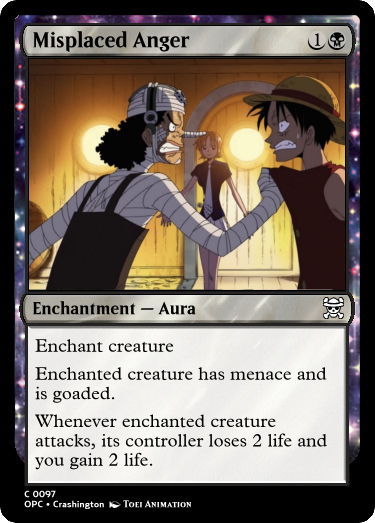 Misplaced Anger 1
Enchantment — Aura
Enchant creature
Enchanted creature has menace and
is goaded.
Whenever enchanted creature
attacks, its controller loses 2 life and
you gain 2 life.
C 0097
OPC • Crashington TOEI ANIMATION